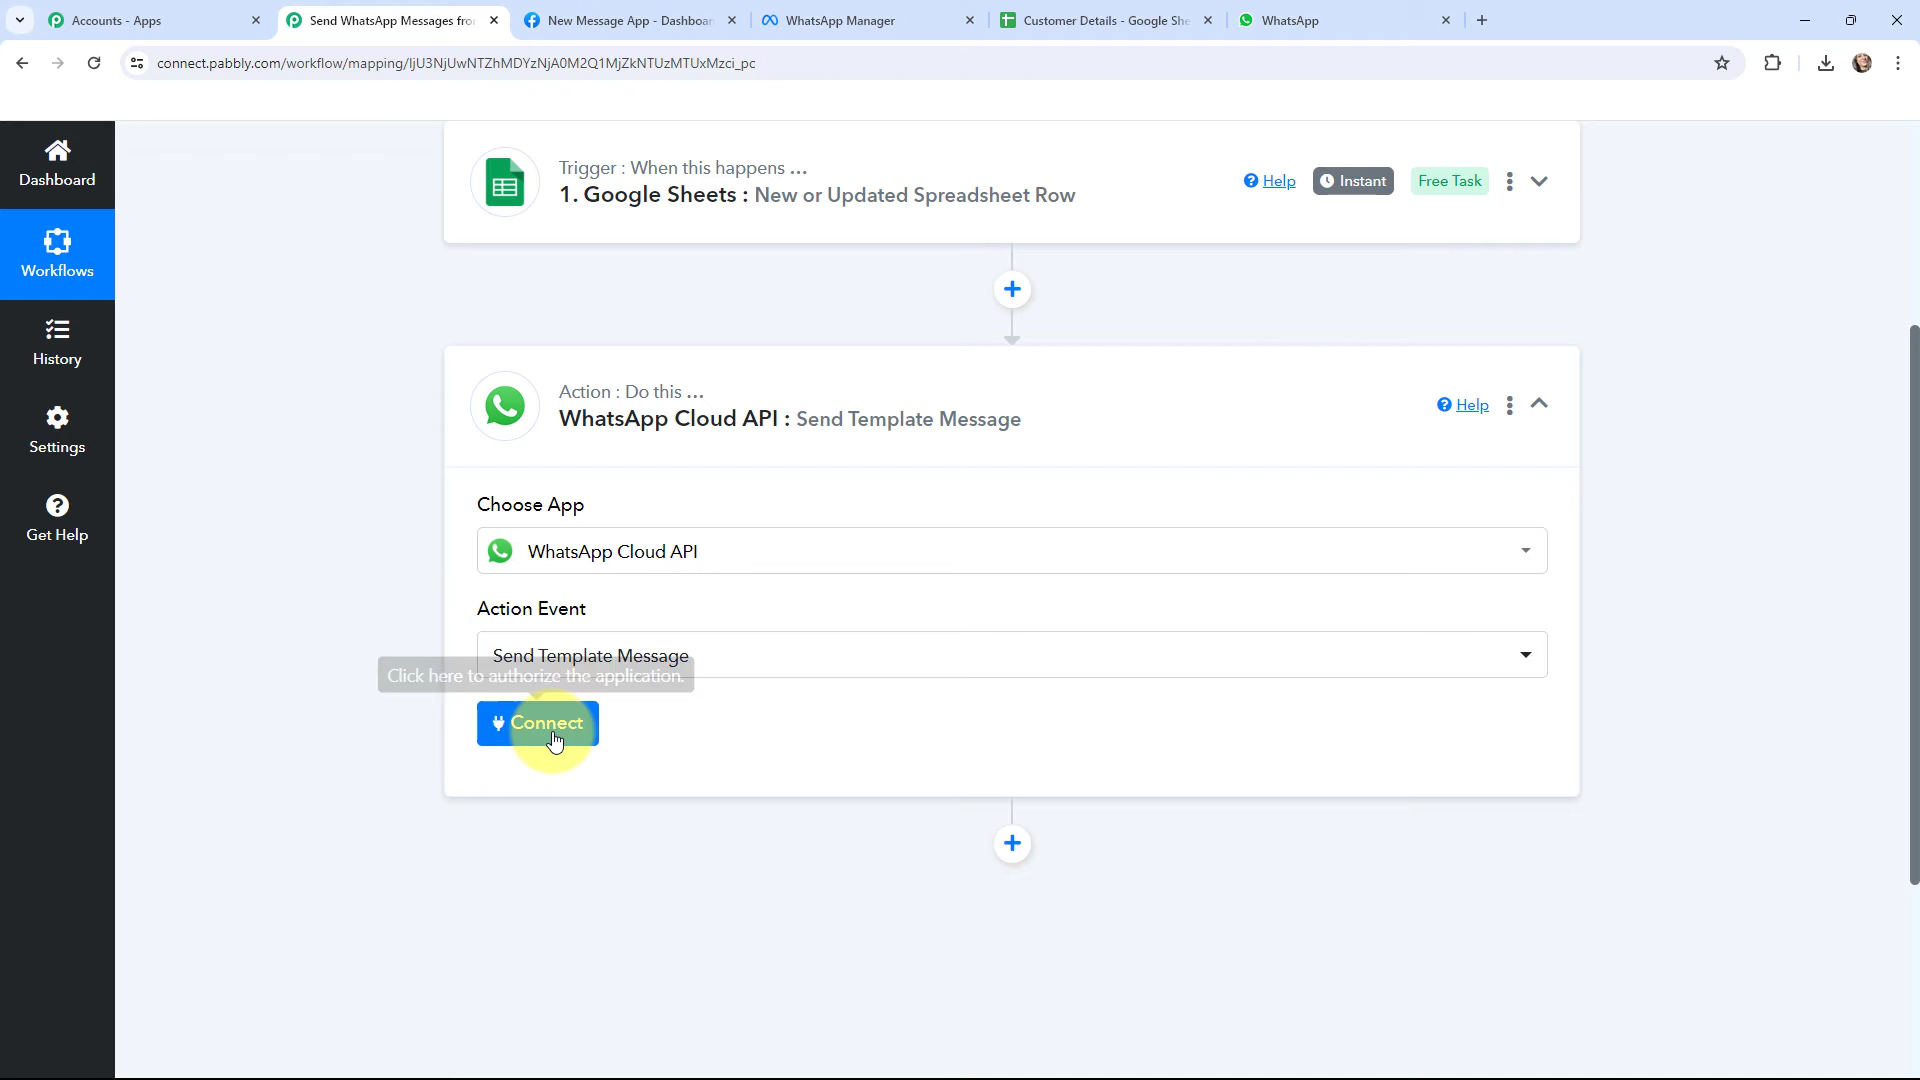 Accounts - Apps
Send WhatsApp Messages fro
New Message App - Dashboar
WhatsApp Manager
Customer Details - Google She
WhatsApp
connect.pabbly.com/workflow/mapping/IjU3NjUwNTZhMDYzNjA0M2Q1MjZkNTUzMTUxMzci_pc
Dashboard
Workflows
History
Settings
Get Help
Trigger : When this happens ...
1. Google Sheets : New or Updated Spreadsheet Row
Help
Instant
Free Task
Action : Do this ...
WhatsApp Cloud API : Send Template Message
Help
Choose App
WhatsApp Cloud API
Action Event
Send Template Message
Click here to authorize the application.
Connect